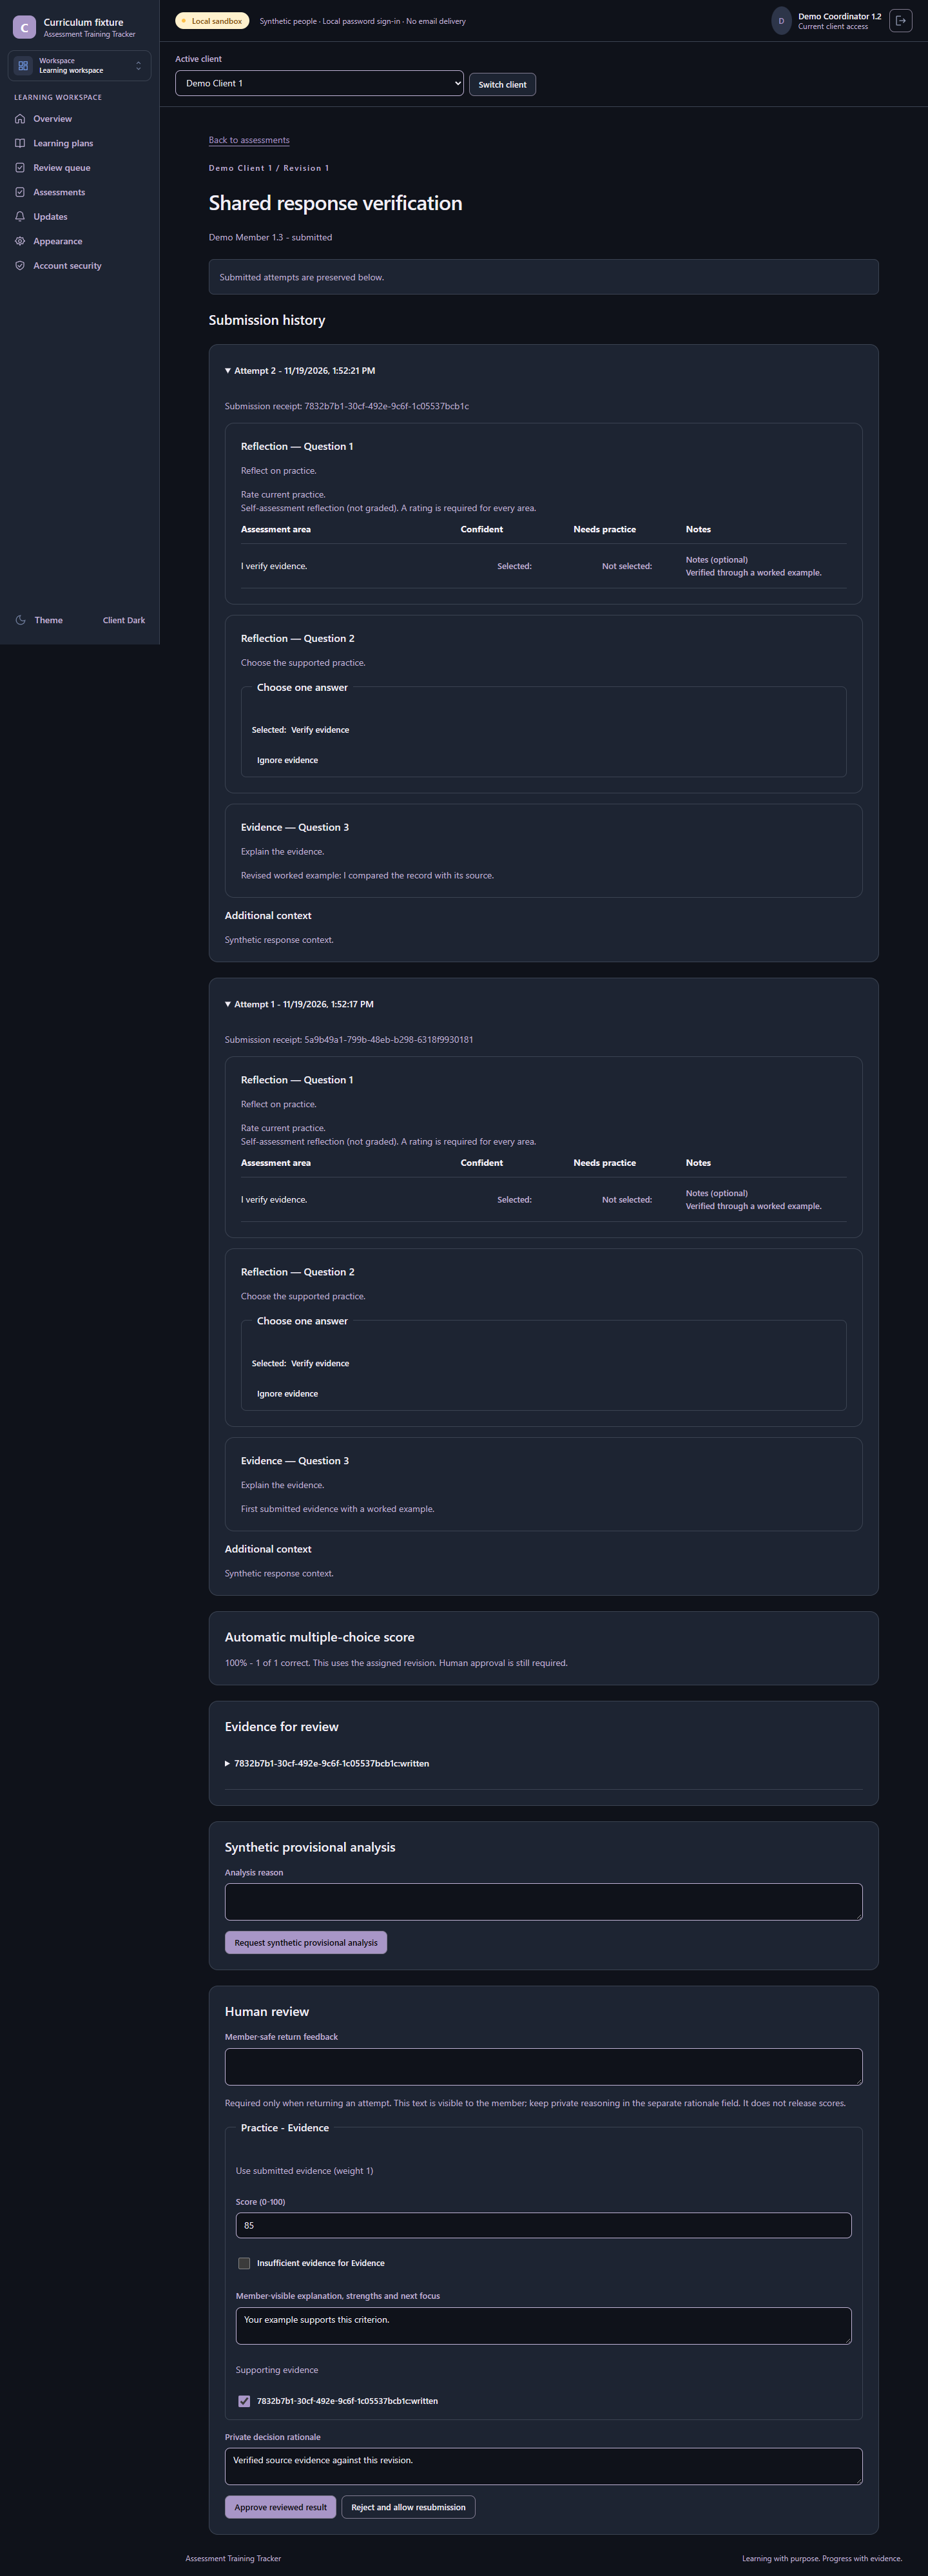 C
Curriculum fixture
Assessment Training Tracker
Workspace
Learning workspace
LEARNING WORKSPACE
Overview
Learning plans
Review queue
Assessments
Updates
Appearance
Account security
Theme
Client Dark
Local sandbox
Synthetic people · Local password sign-in · No email delivery
D
Demo Coordinator 1.2
Current client access
Active client
Demo Client 1
Switch client
Back to assessments
Demo Client 1 / Revision 1
Shared response verification
Demo Member 1.3 - submitted
Submitted attempts are preserved below.
Submission history
Attempt 2 - 11/19/2026, 1:52:21 PM
Submission receipt: 7832b7b1-30cf-492e-9c6f-1c05537bcb1c
Reflection — Question 1
Reflect on practice.
Rate current practice.
Self-assessment reflection (not graded). A rating is required for every area.
Assessment area Confident Needs practice Notes
I verify evidence. Selected: Not selected: Notes (optional)
Verified through a worked example.
Reflection — Question 2
Choose the supported practice.
Choose one answer
Selected: Verify evidence
Ignore evidence
Evidence — Question 3
Explain the evidence.
Revised worked example: I compared the record with its source.
Additional context
Synthetic response context.
Attempt 1 - 11/19/2026, 1:52:17 PM
Submission receipt: 5a9b49a1-799b-48eb-b298-6318f9930181
Reflection — Question 1
Reflect on practice.
Rate current practice.
Self-assessment reflection (not graded). A rating is required for every area.
Assessment area Confident Needs practice Notes
I verify evidence. Selected: Not selected: Notes (optional)
Verified through a worked example.
Reflection — Question 2
Choose the supported practice.
Choose one answer
Selected: Verify evidence
Ignore evidence
Evidence — Question 3
Explain the evidence.
First submitted evidence with a worked example.
Additional context
Synthetic response context.
Automatic multiple-choice score
100% - 1 of 1 correct. This uses the assigned revision. Human approval is still required.
Evidence for review
7832b7b1-30cf-492e-9c6f-1c05537bcb1c:written
Synthetic provisional analysis
Analysis reason
Request synthetic provisional analysis
Human review
Member-safe return feedback
Required only when returning an attempt. This text is visible to the member; keep private reasoning in the separate rationale field. It does not release scores.
Practice - Evidence
Use submitted evidence (weight 1)
Score (0-100)
85
Insufficient evidence for Evidence
Member-visible explanation, strengths and next focus
Your example supports this criterion.
Supporting evidence
7832b7b1-30cf-492e-9c6f-1c05537bcb1c:written
Private decision rationale
Verified source evidence against this revision.
Approve reviewed result
Reject and allow resubmission
Assessment Training Tracker
Learning with purpose. Progress with evidence.